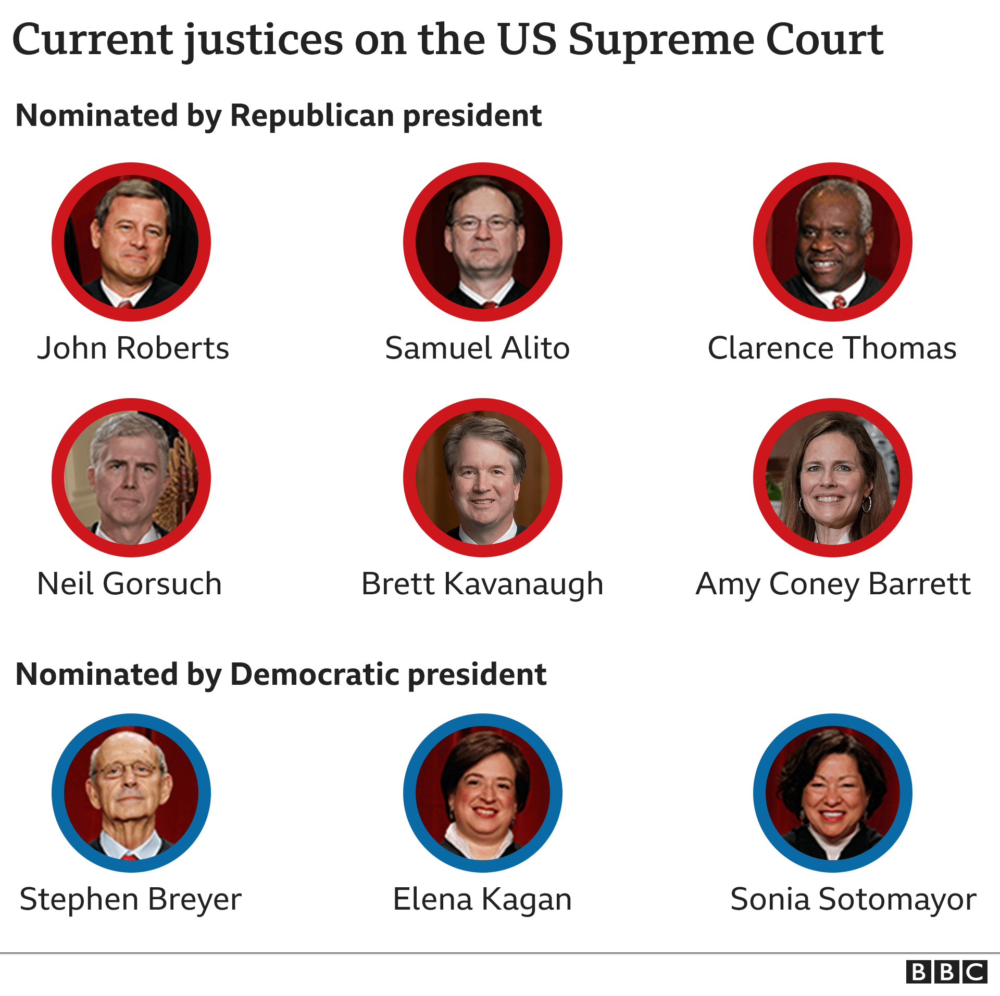 Current justices on the US Supreme Court
Nominated by Republican president
John Roberts
Samuel Alito
Clarence Thomas
Neil Gorsuch
Brett Kavanaugh
Amy Coney Barrett
Nominated by Democratic president
Stephen Breyer
Elena Kagan
Sonia Sotomayor
BBC